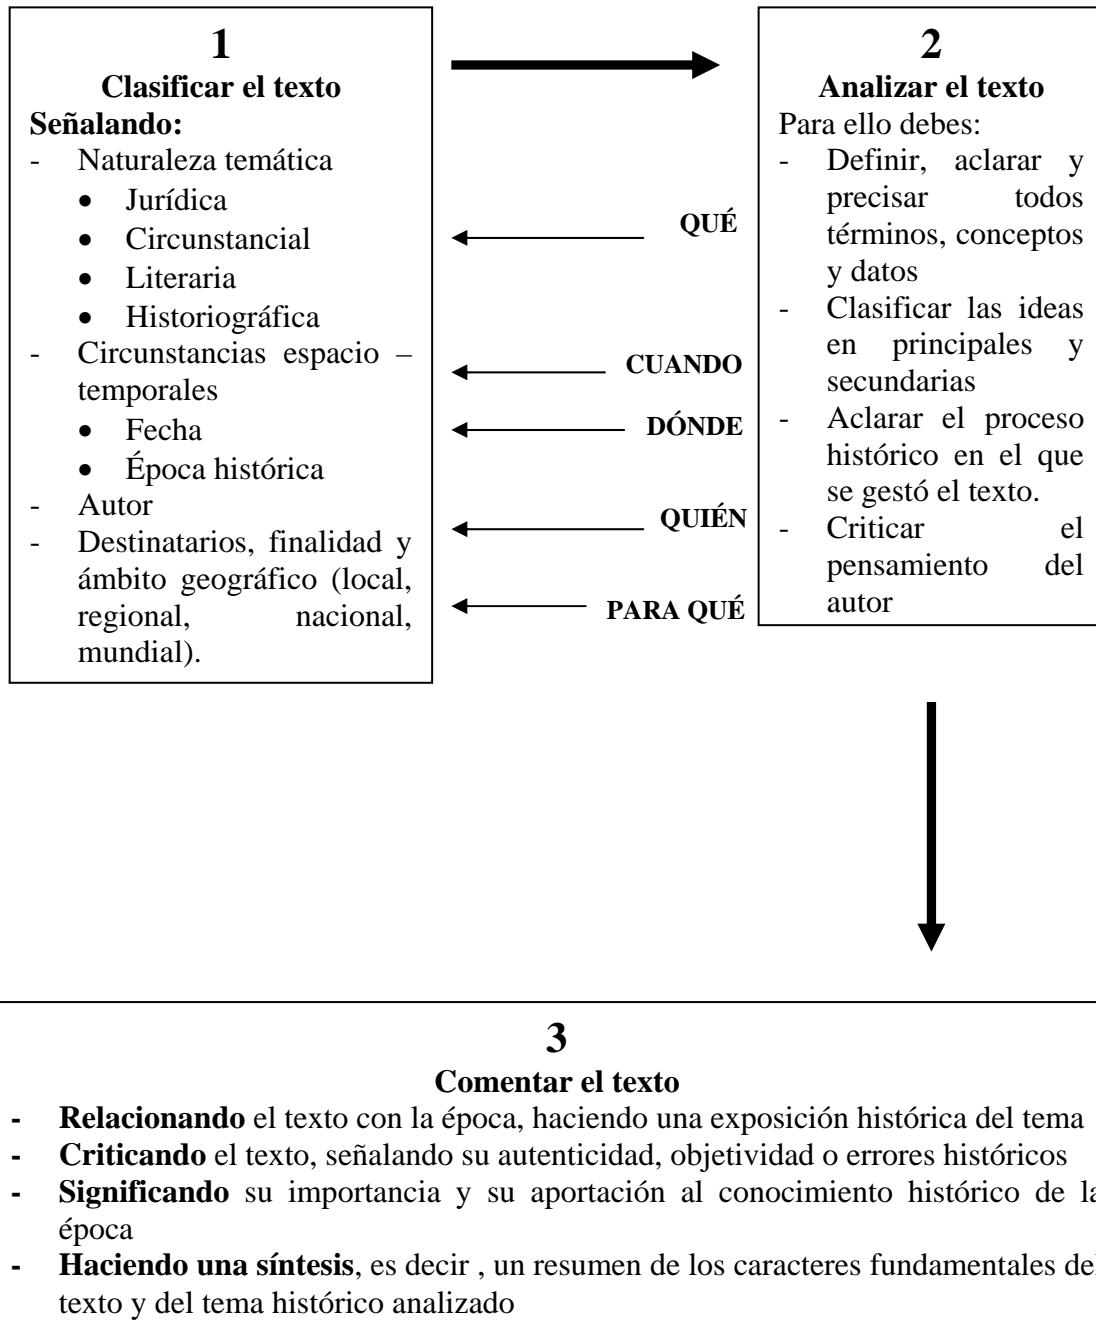 1
Clasificar el texto
Señalando:
- Naturaleza temática
• Jurídica
• Circunstancial
• Literaria
• Historiográfica
- Circunstancias espacio –
temporales
• Fecha
• Época histórica
- Autor
- Destinatarios, finalidad y
ámbito geográfico (local,
regional, nacional,
mundial).
QUÉ
CUANDO
DÓNDE
QUIÉN
PARA QUÉ
2
Analizar el texto
Para ello debes:
- Definir, aclarar y
precisar todos
términos, conceptos
y datos
- Clasificar las ideas
en principales y
secundarias
- Aclarar el proceso
histórico en el que
se gestó el texto.
- Criticar el
pensamiento del
autor
3
Comentar el texto
- Relacionando el texto con la época, haciendo una exposición histórica del tema
- Criticando el texto, señalando su autenticidad, objetividad o errores históricos
- Significando su importancia y su aportación al conocimiento histórico de la
época
- Haciendo una síntesis, es decir , un resumen de los caracteres fundamentales del
texto y del tema histórico analizado